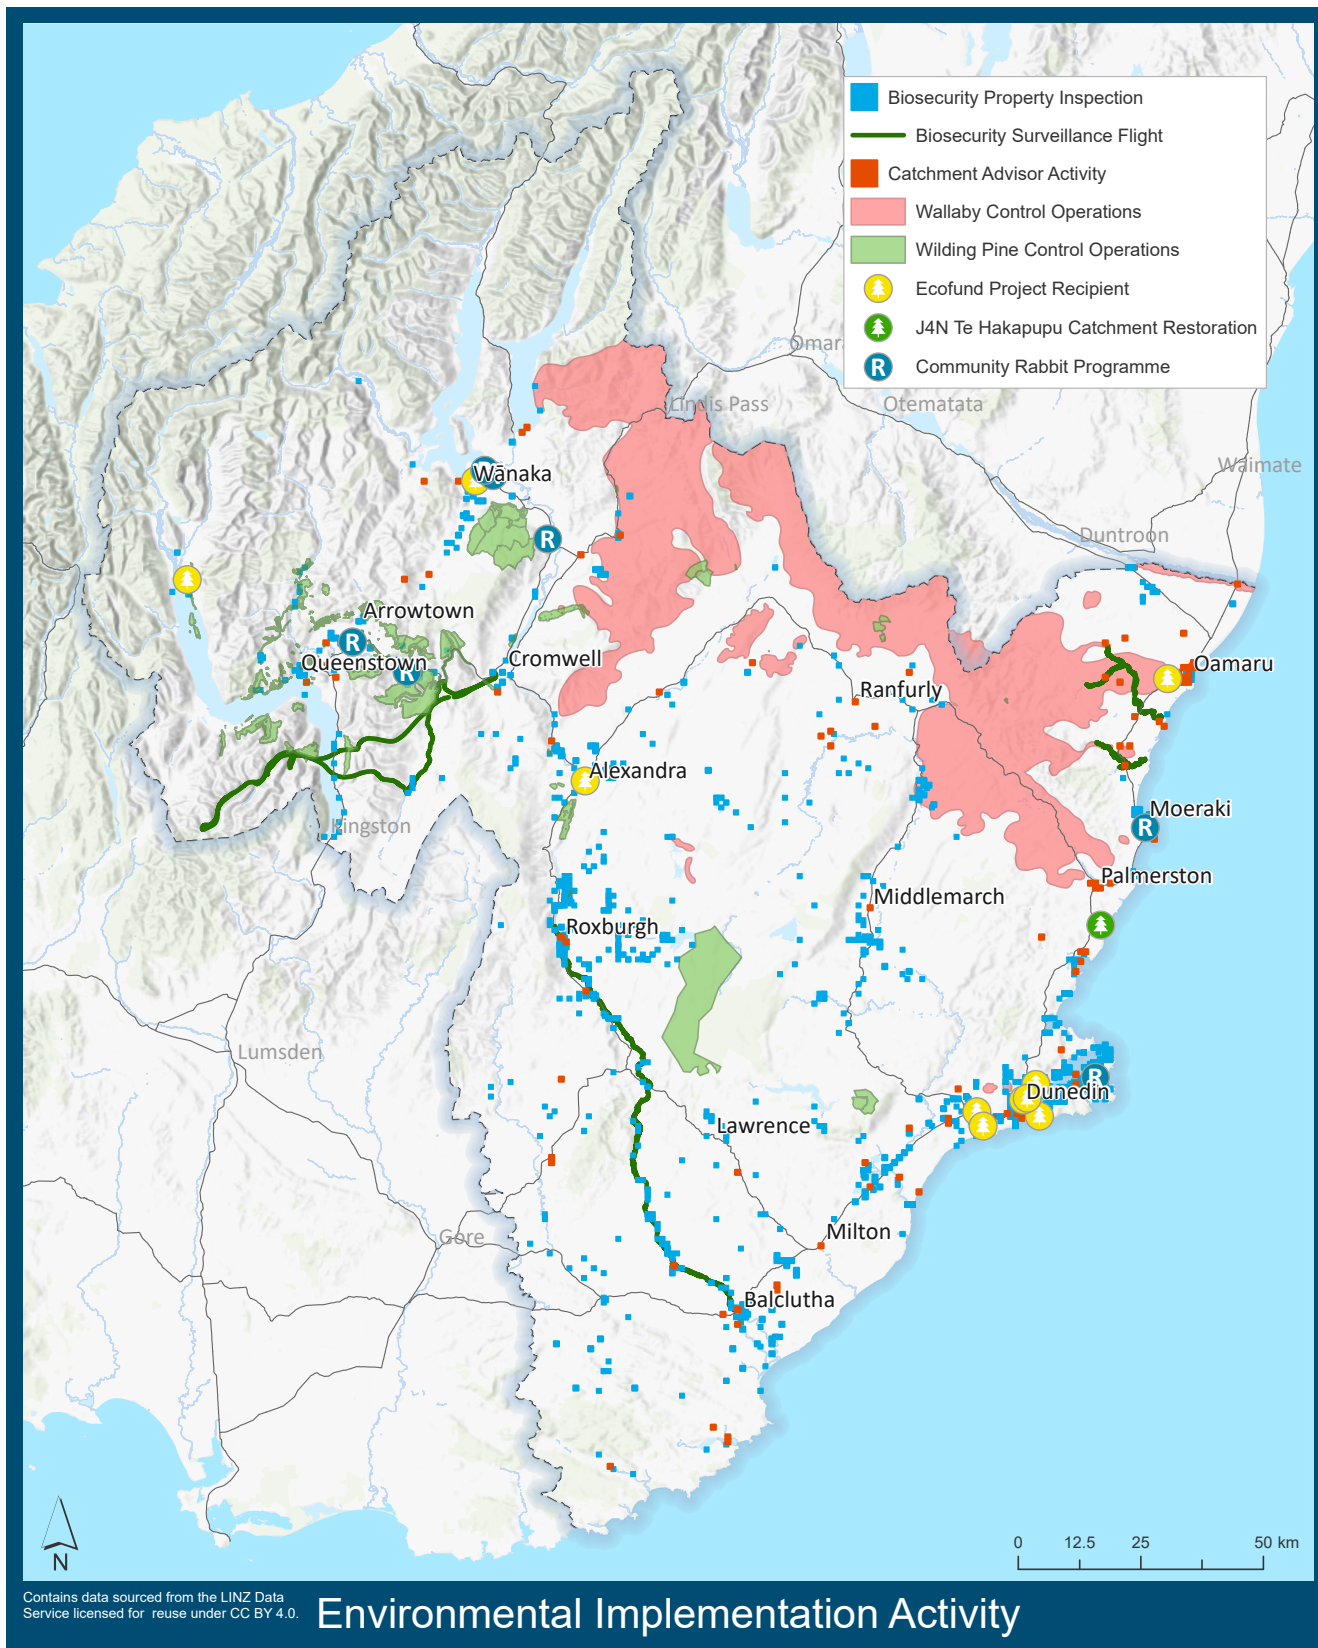 Biosecurity Property Inspection
Biosecurity Surveillance Flight
Catchment Advisor Activity
Wallaby Control Operations
Wilding Pine Control Operations
Ecofund Project Recipient
J4N Te Hakapupu Catchment Restoration
R Community Rabbit Programme
Omar
Lindis Pass
Otematata
Waimate
Wānaka
Duntroon
R
Arrowtown
R
Queenstown
R
Cromwell
Oamaru
Ranfurly
Alexandra
Moeraki
R
Kingston
Palmerston
Middlemarch
Roxburgh
Lumsden
R
Dunedin
Lawrence
Milton
Gore
Balclutha
N
0 12.5 25 50 km
Contains data sourced from the LINZ Data
Service licensed for reuse under CC BY 4.0.
Environmental Implementation Activity